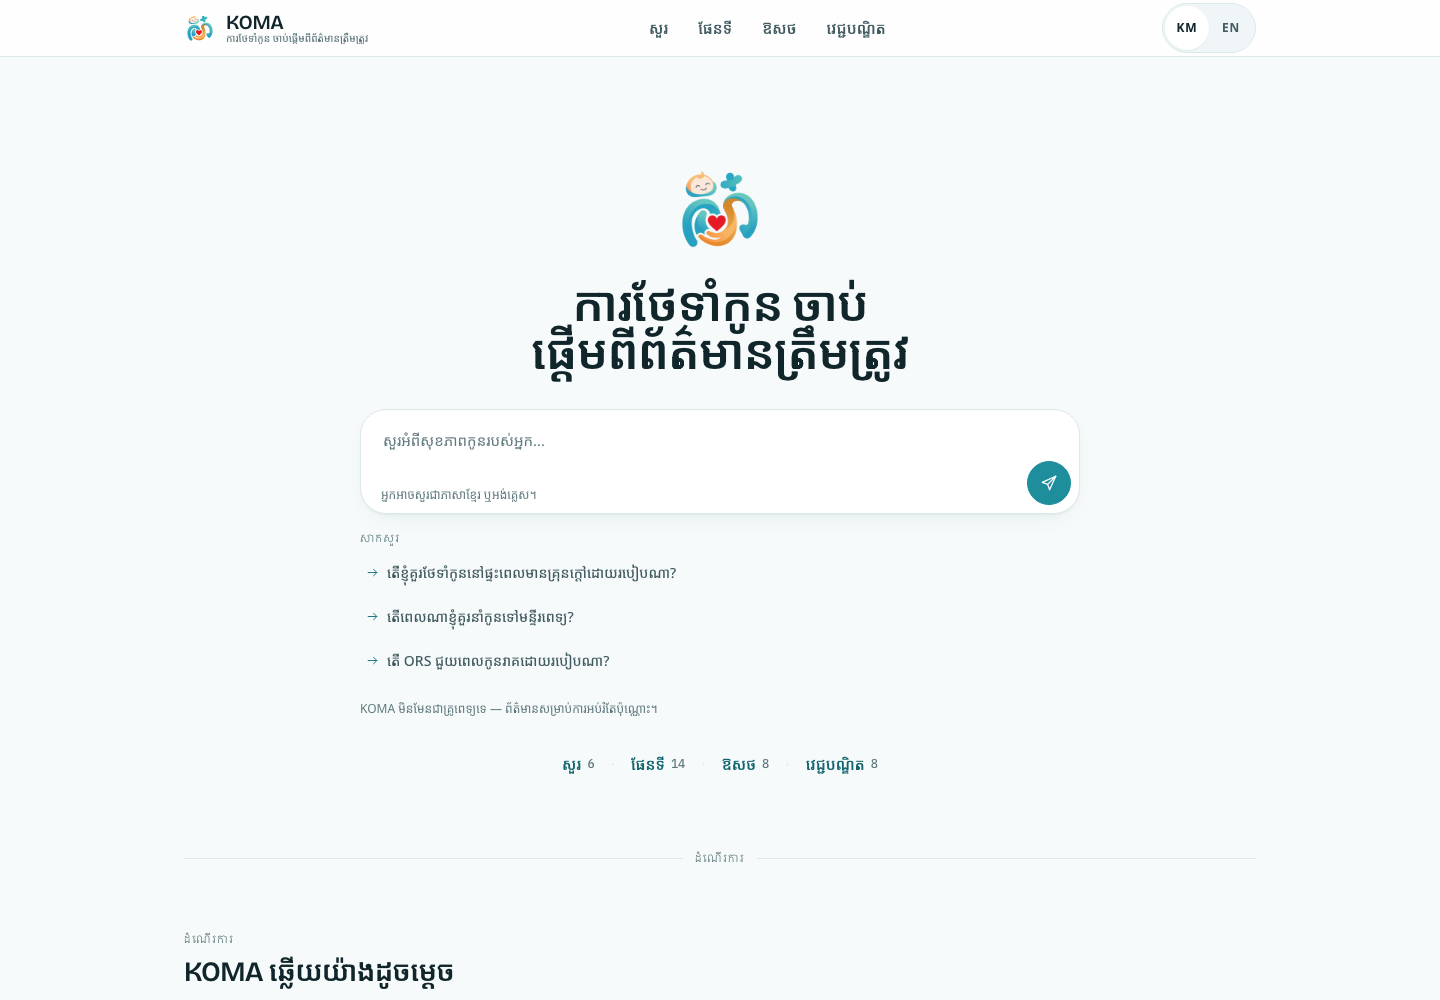 KOMA
ការថែទាំកូន ចាប់ផ្តើមពីព័ត៌មានត្រឹមត្រូវ
សួរ
ផែនទី
ឱសថ
វេជ្ជបណ្ឌិត
KM
EN
ការថែទាំកូន ចាប់
ផ្តើមពីព័ត៌មានត្រឹមត្រូវ
សួរអំពីសុខភាពកូនរបស់អ្នក...
អ្នកអាចសួរជាភាសាខ្មែរ ឬអង់គ្លេស។
សាកសួរ
→ តើខ្ញុំគួរថែទាំកូននៅផ្ទះពេលមានគ្រុនក្តៅដោយរបៀបណា?
→ តើពេលណាខ្ញុំគួរនាំកូនទៅមន្ទីរពេទ្យ?
→ តើ ORS ជួយពេលកូនរាគដោយរបៀបណា?
KOMA មិនមែនជាគ្រូពេទ្យទេ — ព័ត៌មានសម្រាប់ការអប់រំតែប៉ុណ្ណោះ។
សួរ 6 · ផែនទី 14 · ឱសថ 8 · វេជ្ជបណ្ឌិត 8
ដំណើរការ
ដំណើរការ
KOMA ឆ្លើយយ៉ាងដូចម្តេច